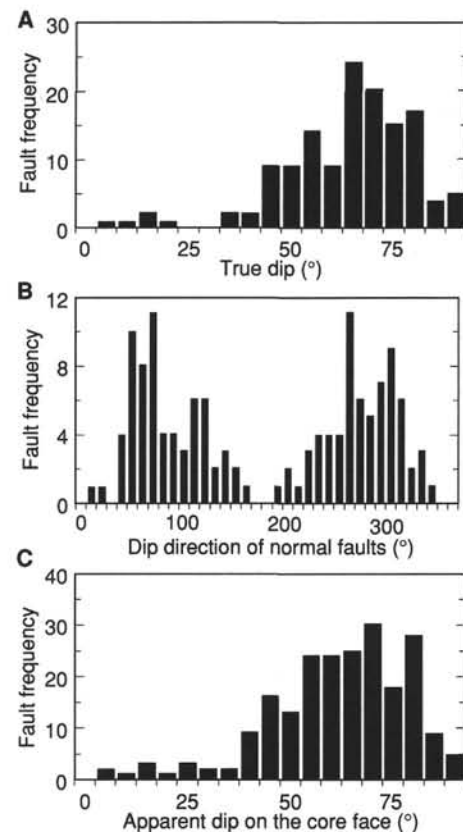 A
30
20
10
0
Fault frequency
0 25 50 75
True dip (°)
B
12
8
4
0
Fault frequency
0 100 200 300
Dip direction of normal faults (°)
C
40
30
20
10
0
Fault frequency
0 25 50 75
Apparent dip on the core face (°)